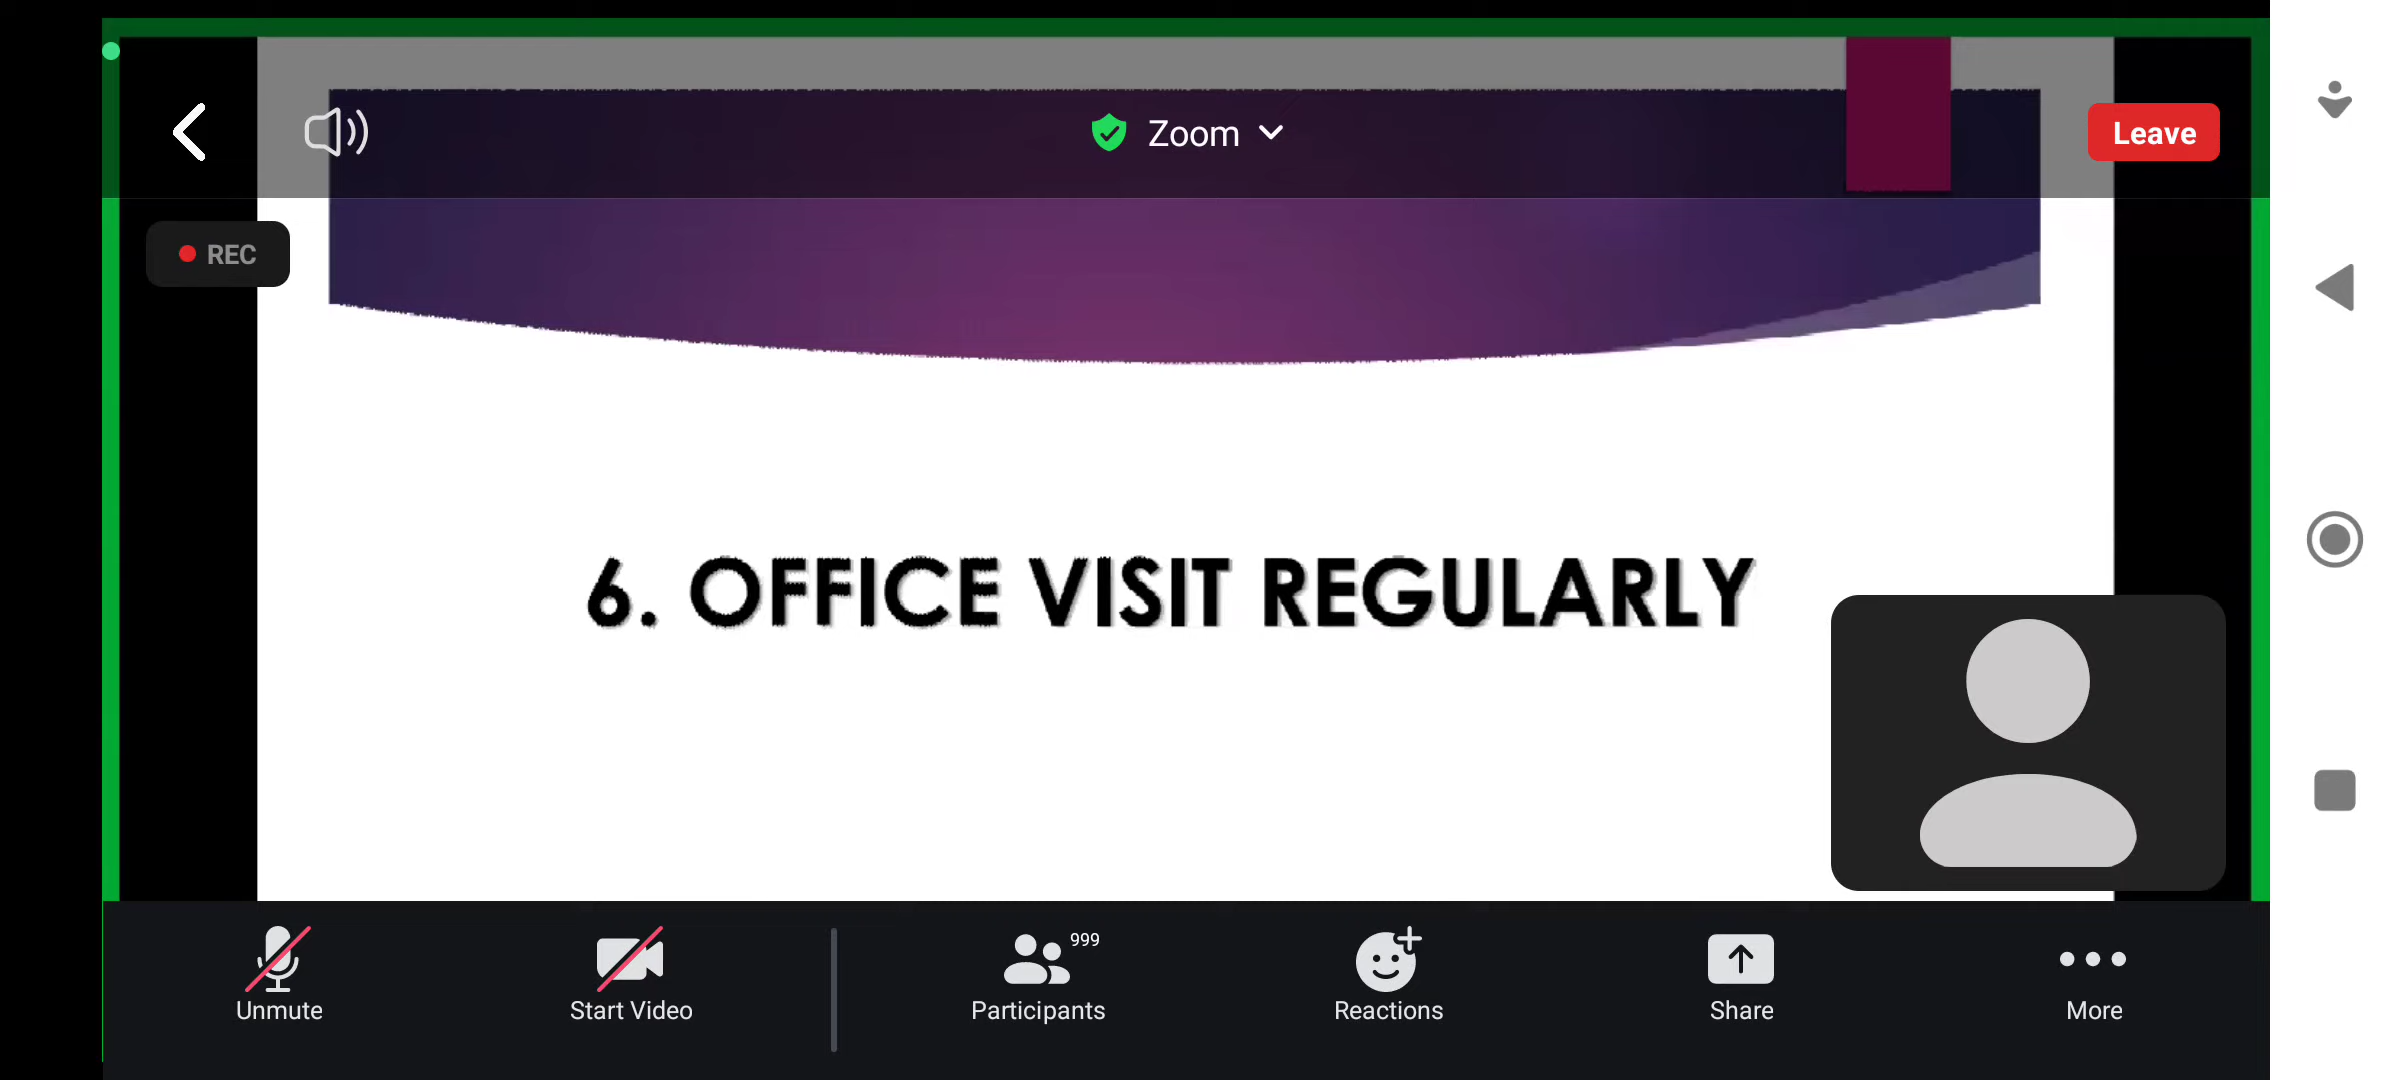 Zoom
Leave
REC
6. OFFICE VISIT REGULARLY
999
Unmute
Start Video
Participants
Reactions
Share
More